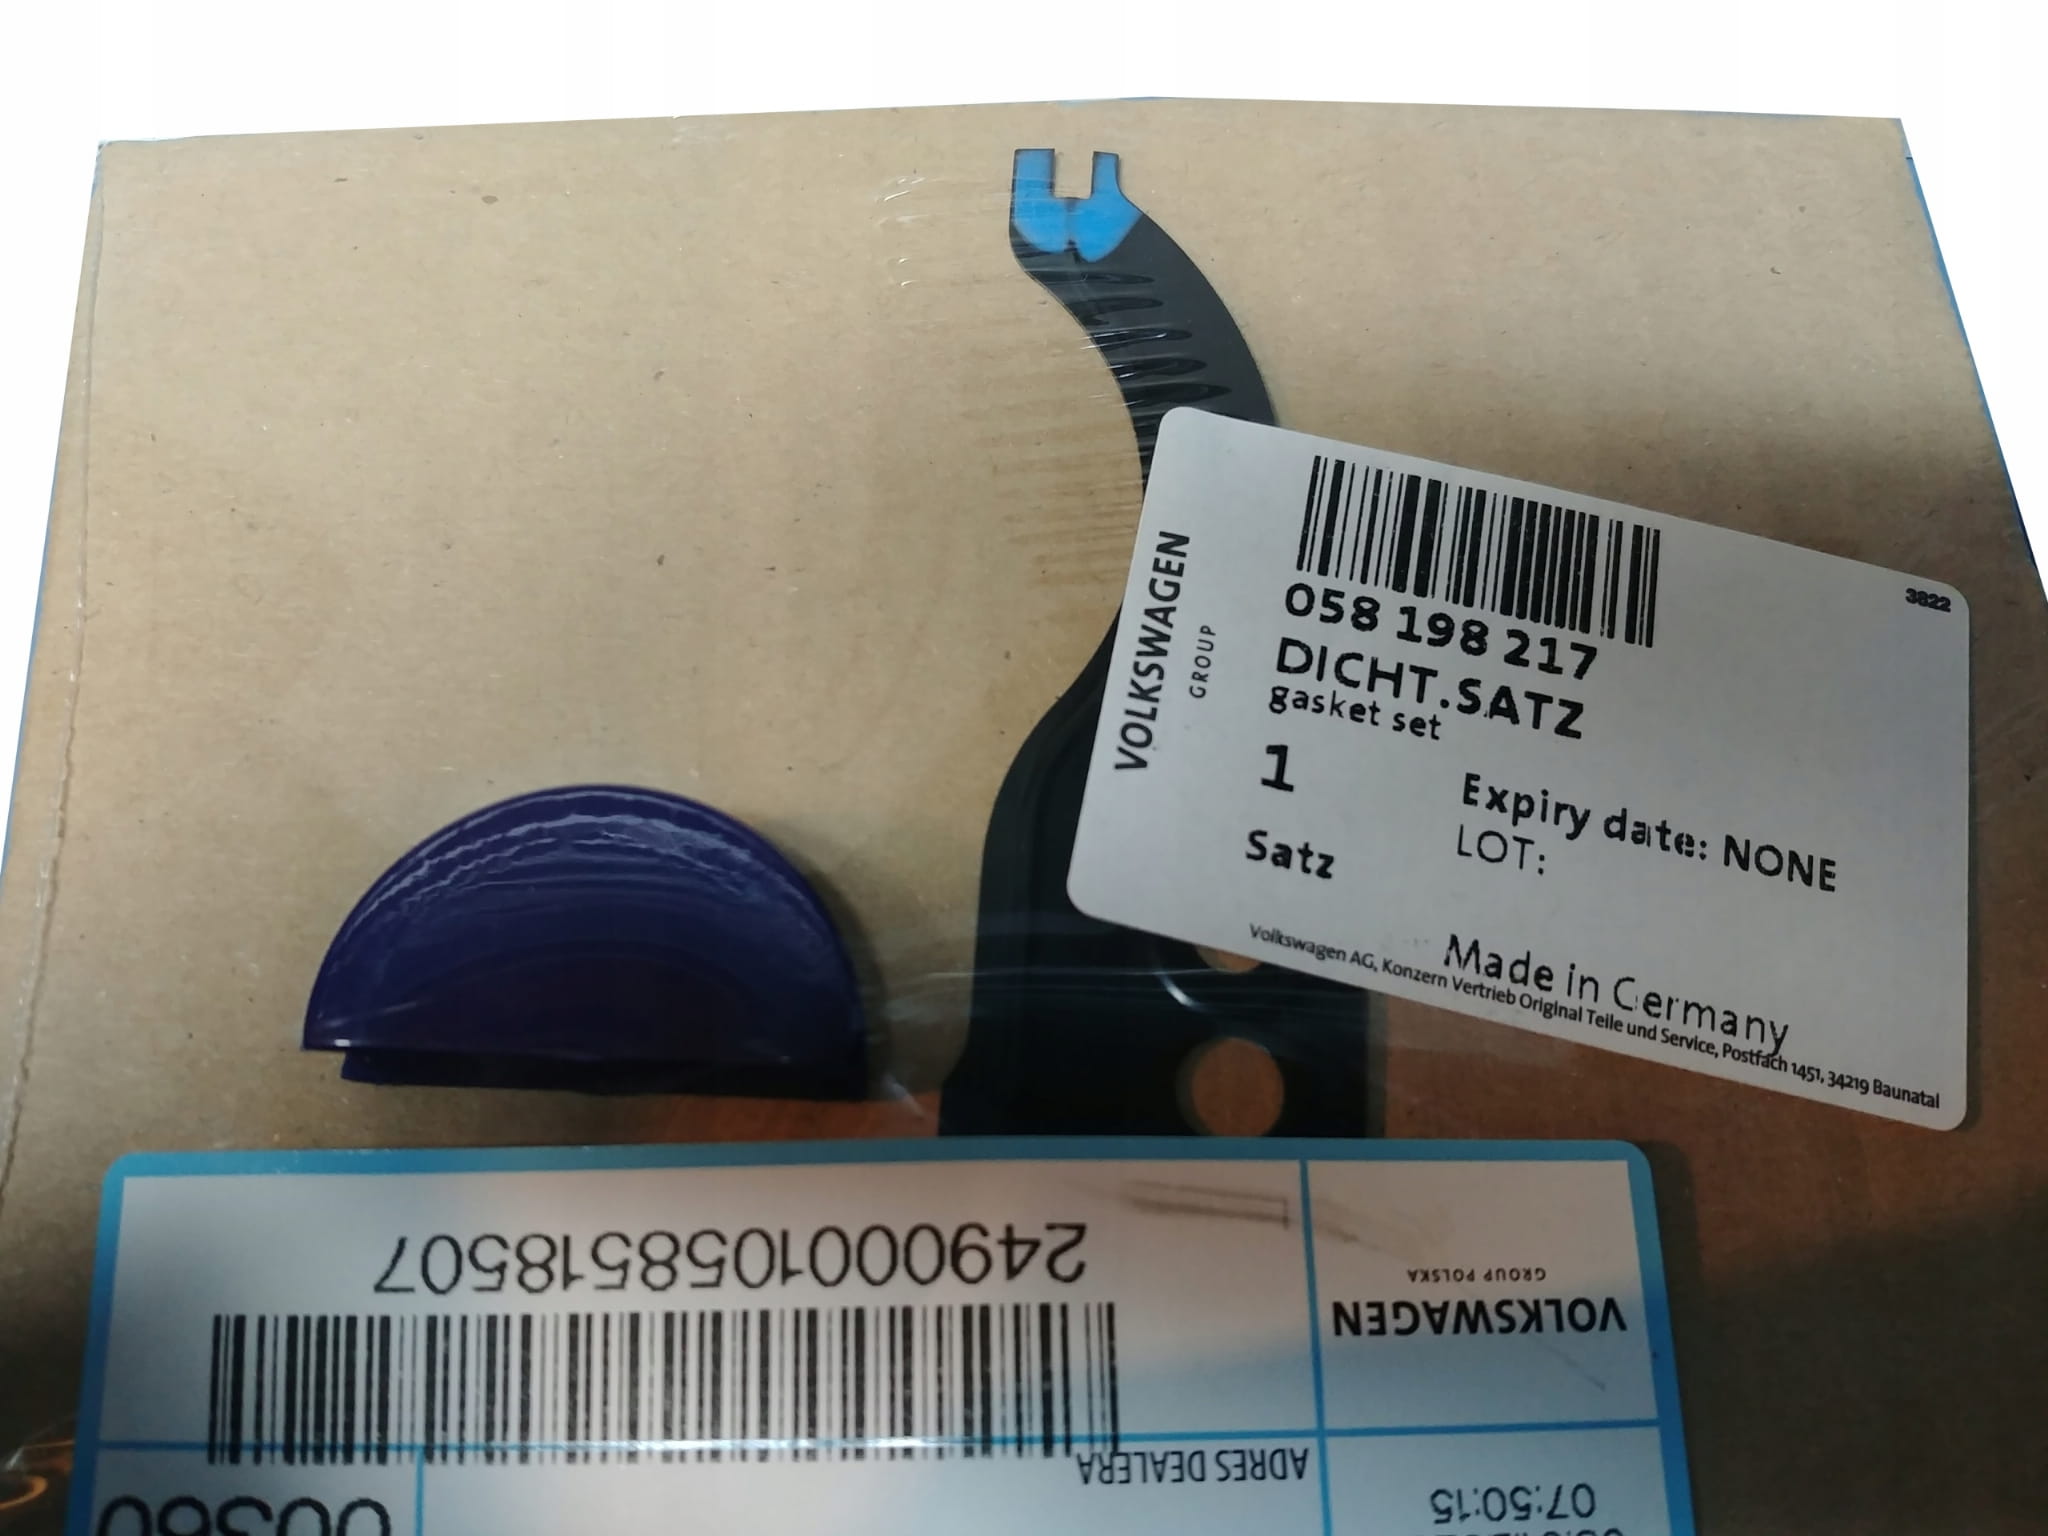 3822
058 198 217
DICHT.SATZ
gasket set
1
Satz
Expiry date: NONE
LOT:
Made in Germany
Volkswagen AG, Konzern Vertrieb Original Teile und Service, Postfach 1451, 34219 Baunatal
VOLKSWAGEN
GROUP
07:50:15
ADRES DEALERA
VOLKSWAGEN
GROUP POLSKA
2490001058518507